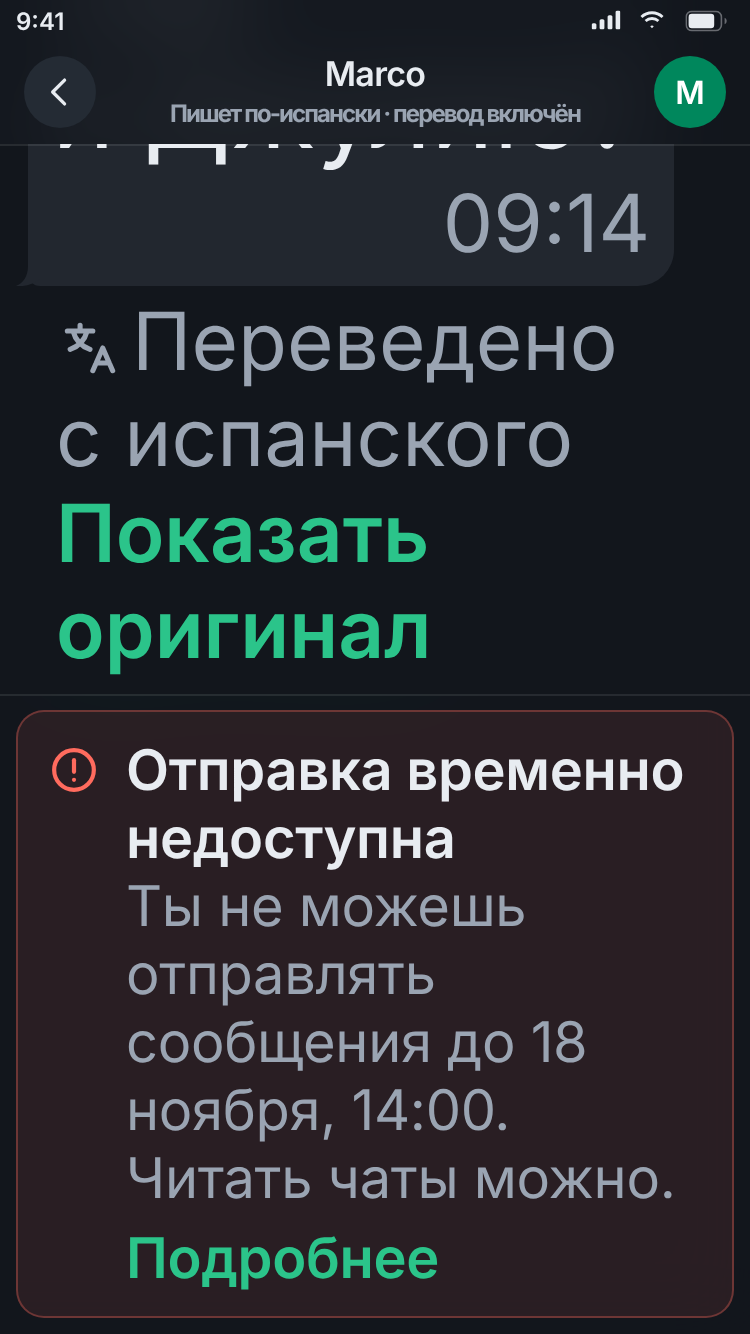 9:41
Marco
Пишет по-испански · перевод включён
M
09:14
Переведено
с испанского
Показать
оригинал
Отправка временно
недоступна
Ты не можешь
отправлять
сообщения до 18
ноября, 14:00.
Читать чаты можно.
Подробнее